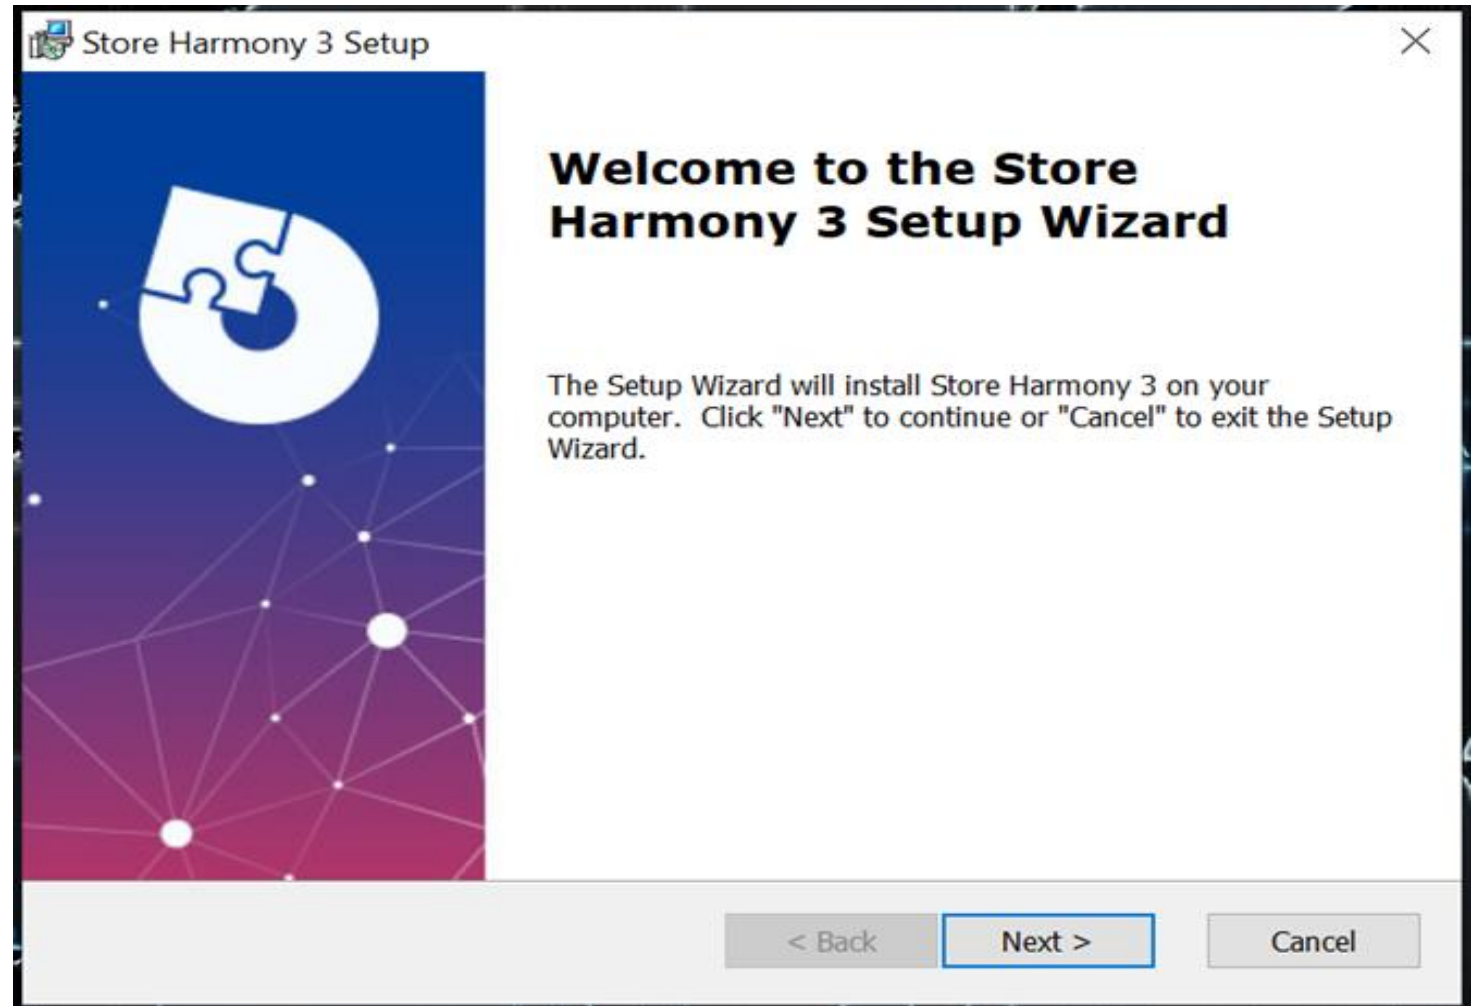 Store Harmony 3 Setup
Welcome to the Store
Harmony 3 Setup Wizard
The Setup Wizard will install Store Harmony 3 on your
computer.  Click "Next" to continue or "Cancel" to exit the Setup
Wizard.
< Back
Next >
Cancel